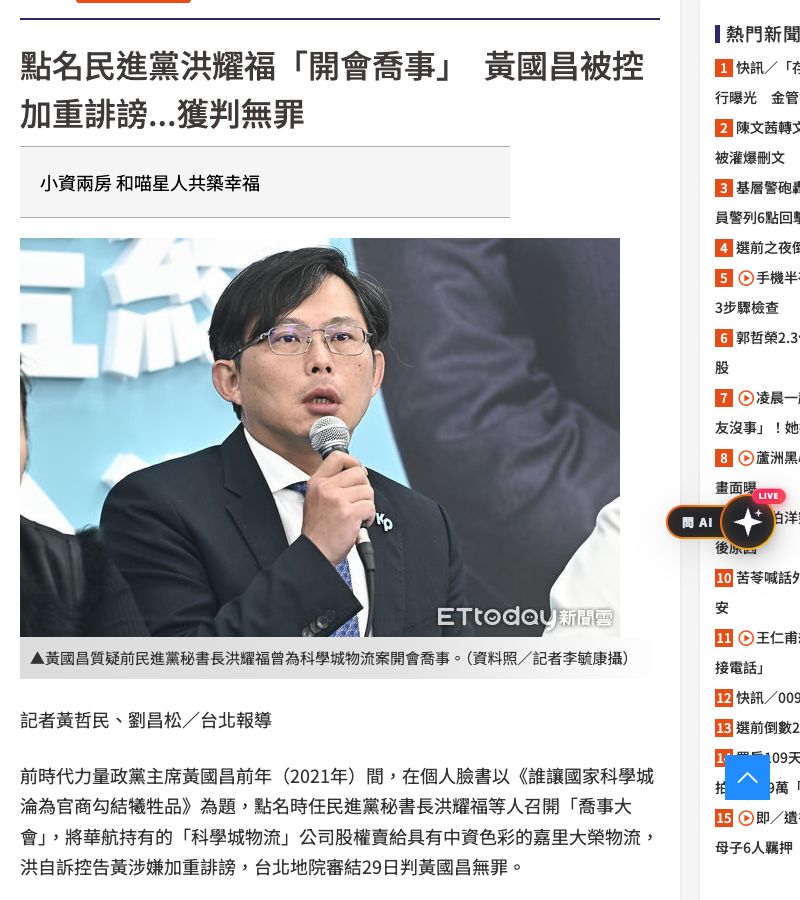 點名民進黨洪耀福「開會喬事」 黃國昌被控
加重誹謗...獲判無罪
小資兩房 和喵星人共築幸福
ETtoday新聞雲
▲黃國昌質疑前民進黨秘書長洪耀福曾為科學城物流案開會喬事。(資料照／記者李毓康攝)
記者黃哲民、劉昌松／台北報導
前時代力量政黨主席黃國昌前年（2021年）間，在個人臉書以《誰讓國家科學城
淪為官商勾結犧牲品》為題，點名時任民進黨秘書長洪耀福等人召開「喬事大
會」，將華航持有的「科學城物流」公司股權賣給具有中資色彩的嘉里大榮物流，
洪自訴控告黃涉嫌加重誹謗，台北地院審結29日判黃國昌無罪。
熱門新聞
1 快訊／「存
行曝光 金管
2 陳文茜轉文
被灌爆刪文
3 基層警砲轟
員警列6點回擊
4 選前之夜倒
5 手機半夜
3步驟檢查
6 郭哲榮2.3
股
7 凌晨一
友沒事」！她
8 蘆洲黑
畫面曝
LIVE
問 AI
伯洋
後原因
10 苦苓喊話外
安
11 王仁甫
接電話」
12 快訊／009
13 選前倒數2
109天
9萬「
15 即／遺
母子6人羈押